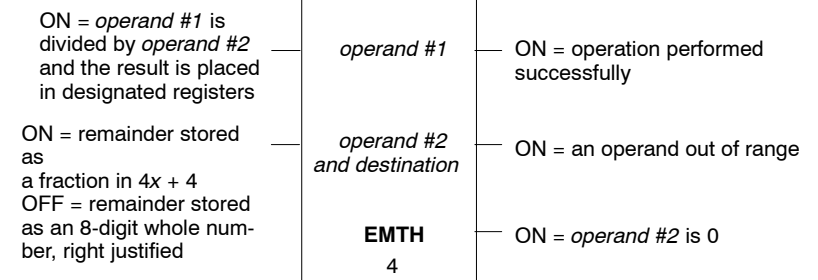 ON = operand #1 is
divided by operand #2
and the result is placed
in designated registers
ON = remainder stored
as
a fraction in 4x + 4
OFF = remainder stored
as an 8-digit whole num-
ber, right justified
operand #1
operand #2
and destination
EMTH
4
ON = operation performed
successfully
ON = an operand out of range
ON = operand #2 is 0